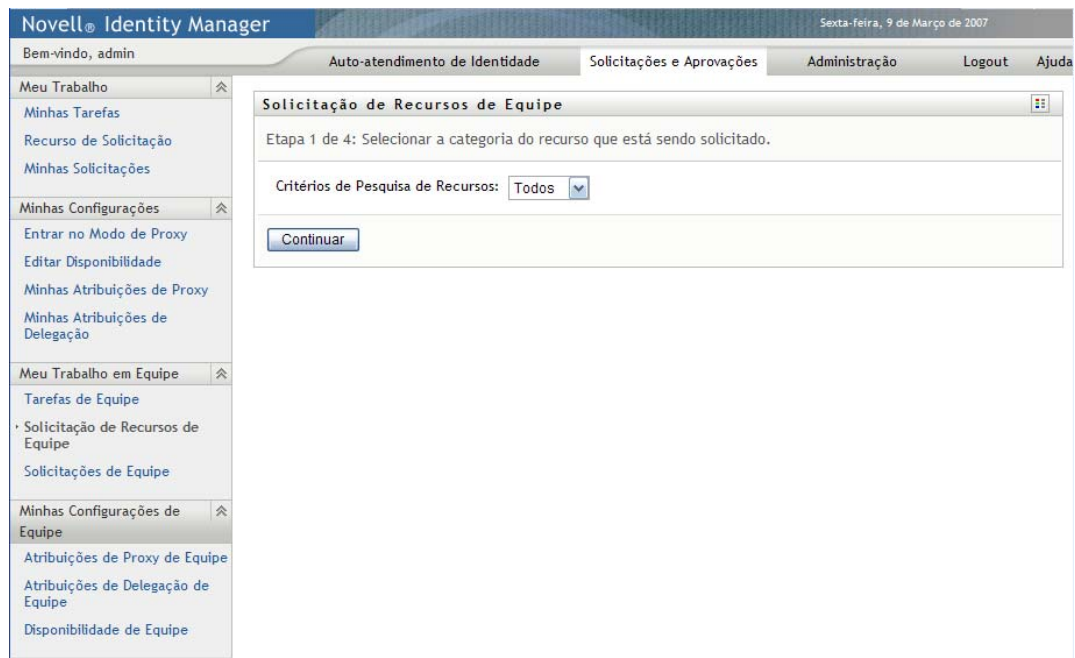 Novell® Identity Manager
Sexta-feira, 9 de Março de 2007
Bem-vindo, admin
Auto-atendimento de Identidade
Solicitações e Aprovações
Administração
Logout
Ajuda
Meu Trabalho
Minhas Tarefas
Recurso de Solicitação
Minhas Solicitações
Minhas Configurações
Entrar no Modo de Proxy
Editar Disponibilidade
Minhas Atribuições de Proxy
Minhas Atribuições de
Delegação
Meu Trabalho em Equipe
Tarefas de Equipe
Solicitação de Recursos de
Equipe
Solicitações de Equipe
Minhas Configurações de
Equipe
Atribuições de Proxy de Equipe
Atribuições de Delegação de
Equipe
Disponibilidade de Equipe
Solicitação de Recursos de Equipe
Etapa 1 de 4: Selecionar a categoria do recurso que está sendo solicitado.
Critérios de Pesquisa de Recursos: Todos
Continuar